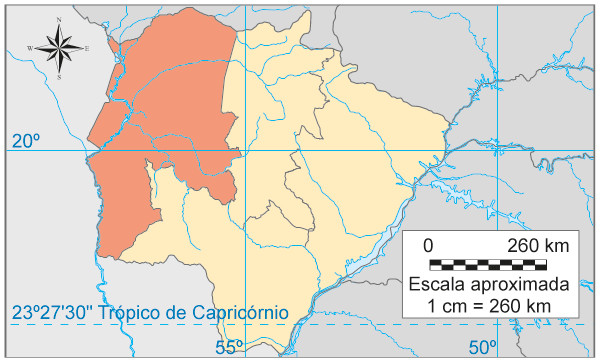 N
W E
S
20º
0 260 km
Escala aproximada
1 cm = 260 km
23º27'30" Trópico de Capricórnio
55º 50º